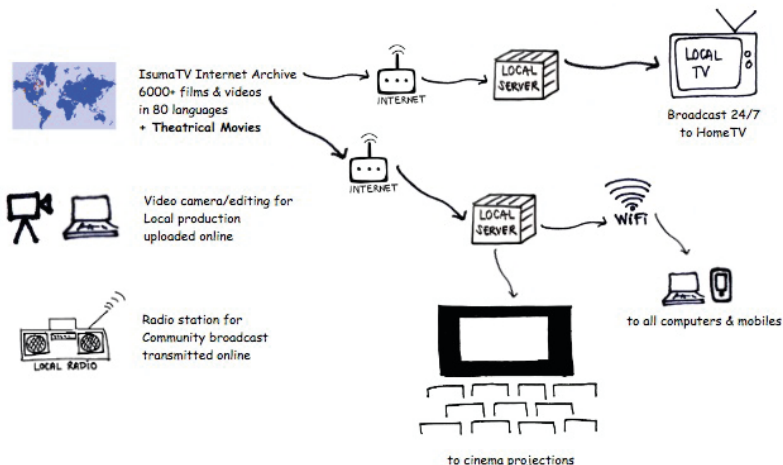 IsumaTV Internet Archive
6000+ films & videos
in 80 languages
+ Theatrical Movies
INTERNET
LOCAL
SERVER
LOCAL
TV
Broadcast 24/7
to HomeTV
INTERNET
Video camera/editing for
Local production
uploaded online
LOCAL
SERVER
WiFi
to all computers & mobiles
Radio station for
Community broadcast
transmitted online
LOCAL RADIO
to cinema projections